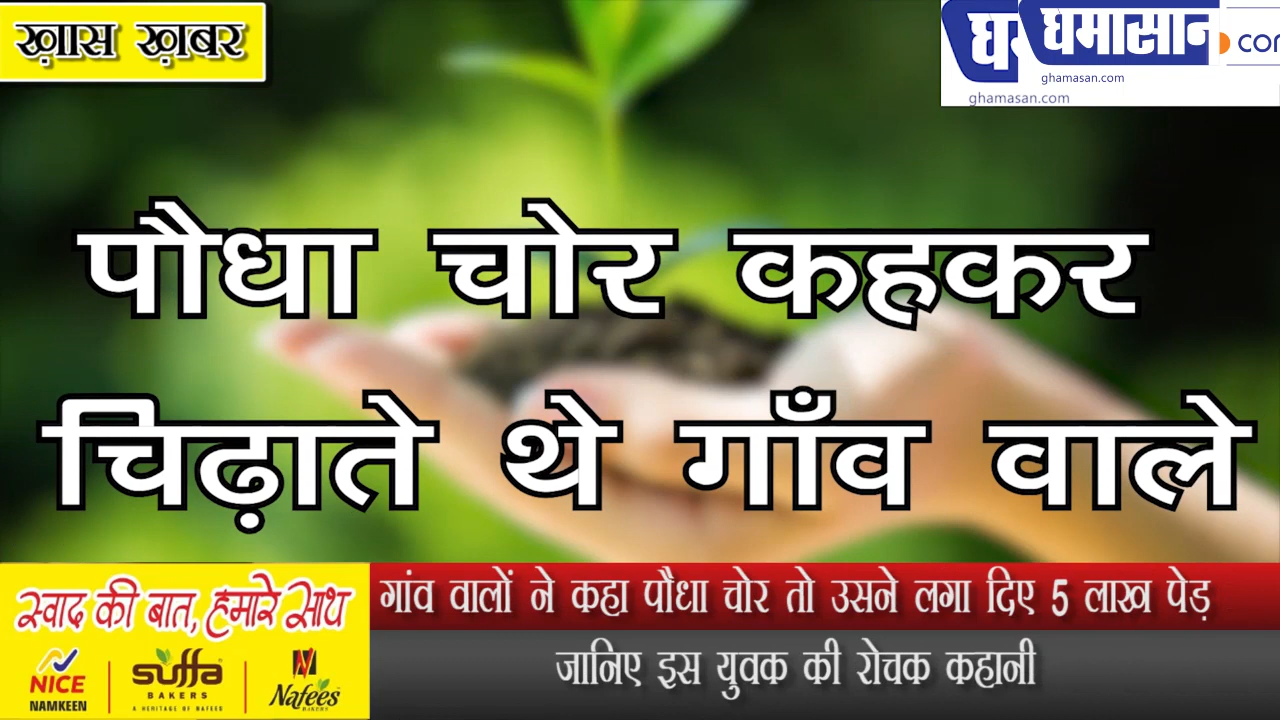 ख़ास ख़बर
घ
घमासान
com
ghamasan.com
ghamasan.com
पौधा चोर कहकर
चिढ़ाते थे गाँव वाले
स्वाद की बात, हमारे साथ
गांव वालों ने कहा पौधा चोर तो उसने लगा दिए 5 लाख पेड़
जानिए इस युवक की रोचक कहानी
NICE
NAMKEEN
suffa
BAKERS
A HERITAGE OF NAFEES
Nafees
BAKERY